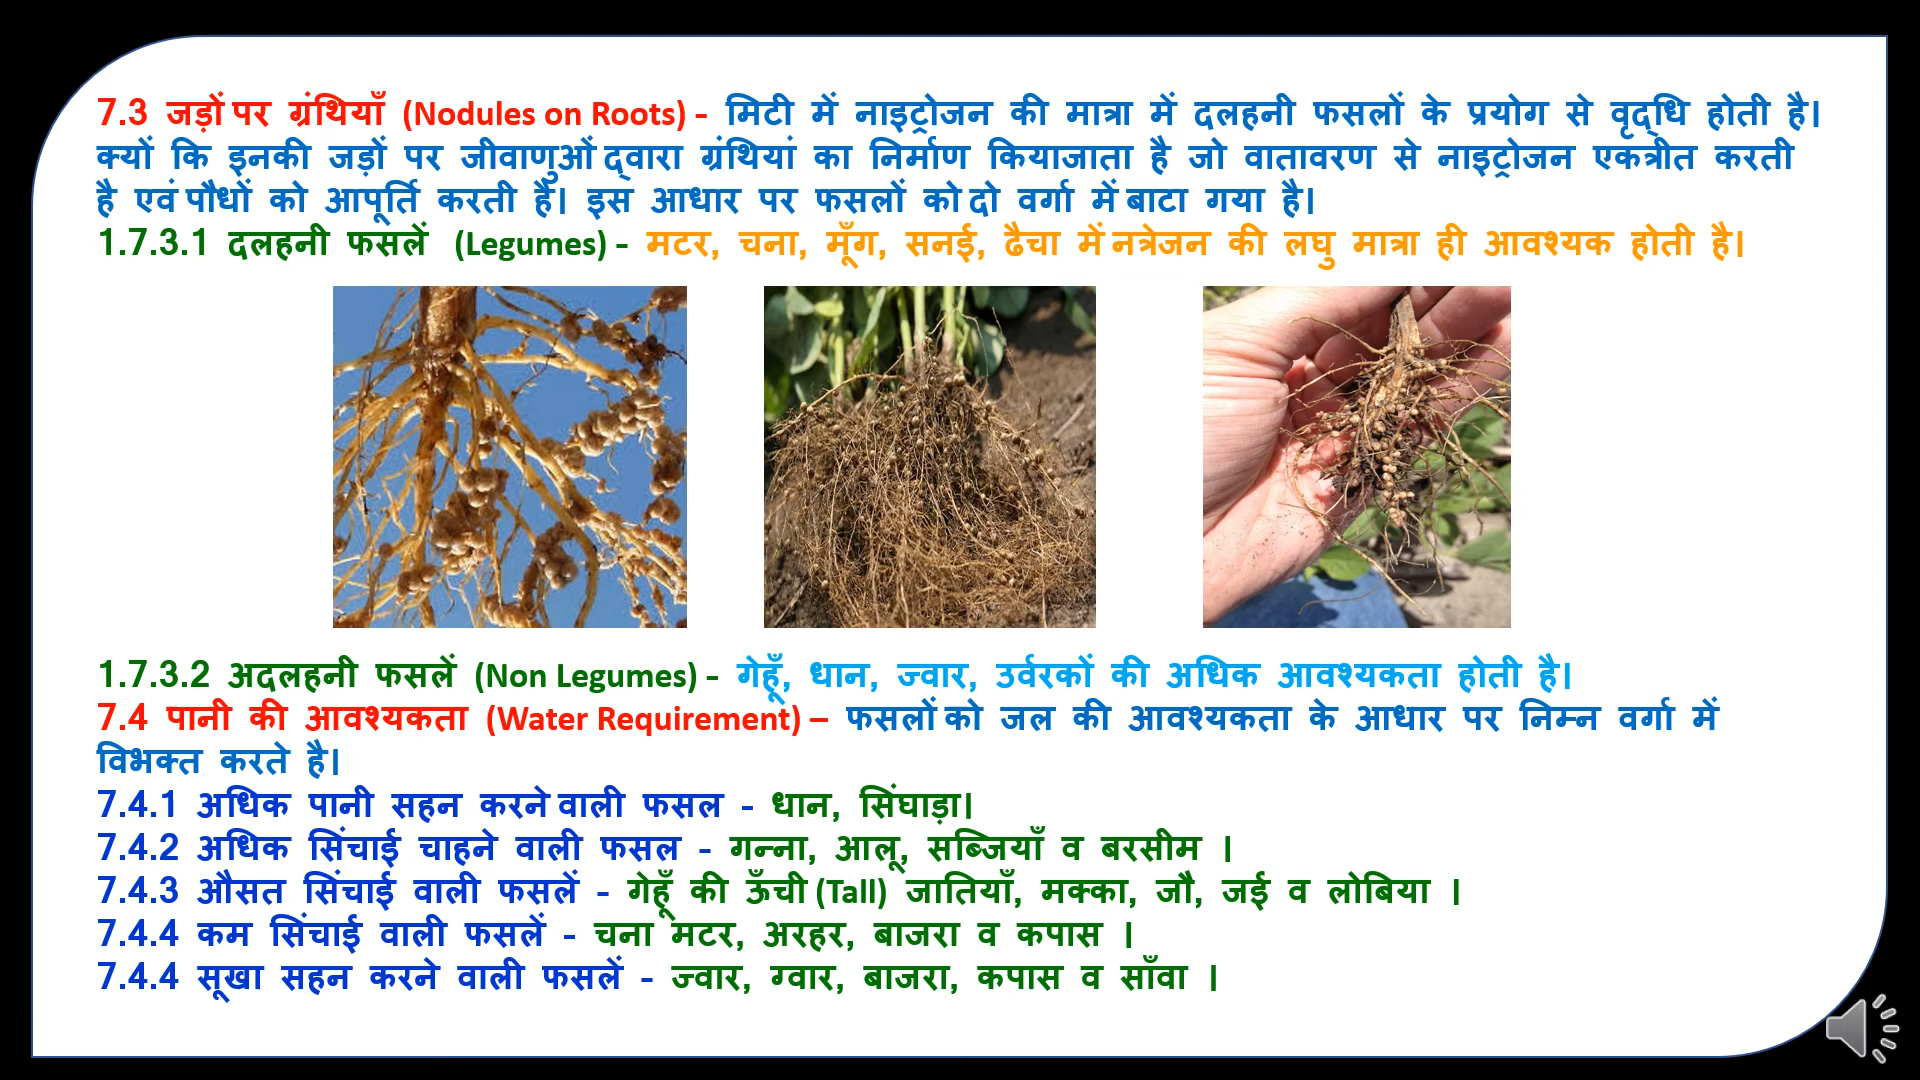 7.3 जड़ों पर ग्रंथियाँ (Nodules on Roots) - मिटी में नाइट्रोजन की मात्रा में दलहनी फसलों के प्रयोग से वृद्धि होती है।
क्यों कि इनकी जड़ों पर जीवाणुओं द्वारा ग्रंथियां का निर्माण कियाजाता है जो वातावरण से नाइट्रोजन एकत्रीत करती
है एवं पौधों को आपूर्ति करती है। इस आधार पर फसलों को दो वर्गा में बाटा गया है।
1.7.3.1 दलहनी फसलें (Legumes) - मटर, चना, मूँग, सनई, ढैचा में नत्रेजन की लघु मात्रा ही आवश्यक होती है।
1.7.3.2 अदलहनी फसलें (Non Legumes) - गेहूँ, धान, ज्वार, उर्वरकों की अधिक आवश्यकता होती है।
7.4 पानी की आवश्यकता (Water Requirement) – फसलों को जल की आवश्यकता के आधार पर निम्न वर्गा में
विभक्त करते है।
7.4.1 अधिक पानी सहन करने वाली फसल - धान, सिंघाड़ा।
7.4.2 अधिक सिंचाई चाहने वाली फसल - गन्ना, आलू, सब्जियाँ व बरसीम ।
7.4.3 औसत सिंचाई वाली फसलें - गेहूँ की ऊँची (Tall) जातियाँ, मक्का, जौ, जई व लोबिया ।
7.4.4 कम सिंचाई वाली फसलें - चना मटर, अरहर, बाजरा व कपास ।
7.4.4 सूखा सहन करने वाली फसलें - ज्वार, ग्वार, बाजरा, कपास व साँवा ।